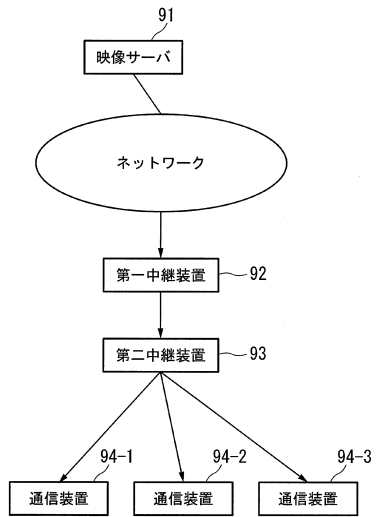 91
映像サーバ
ネットワーク
第一中継装置
92
第二中継装置
93
94-1
94-2
94-3
通信装置
通信装置
通信装置